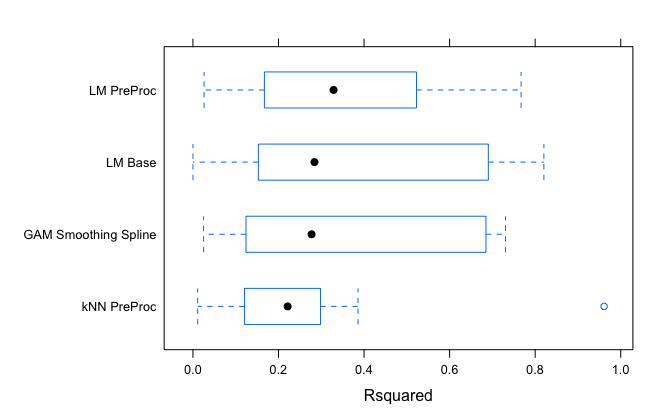 LM PreProc
LM Base
GAM Smoothing Spline
kNN PreProc
0.0 0.2 0.4 0.6 0.8 1.0
Rsquared